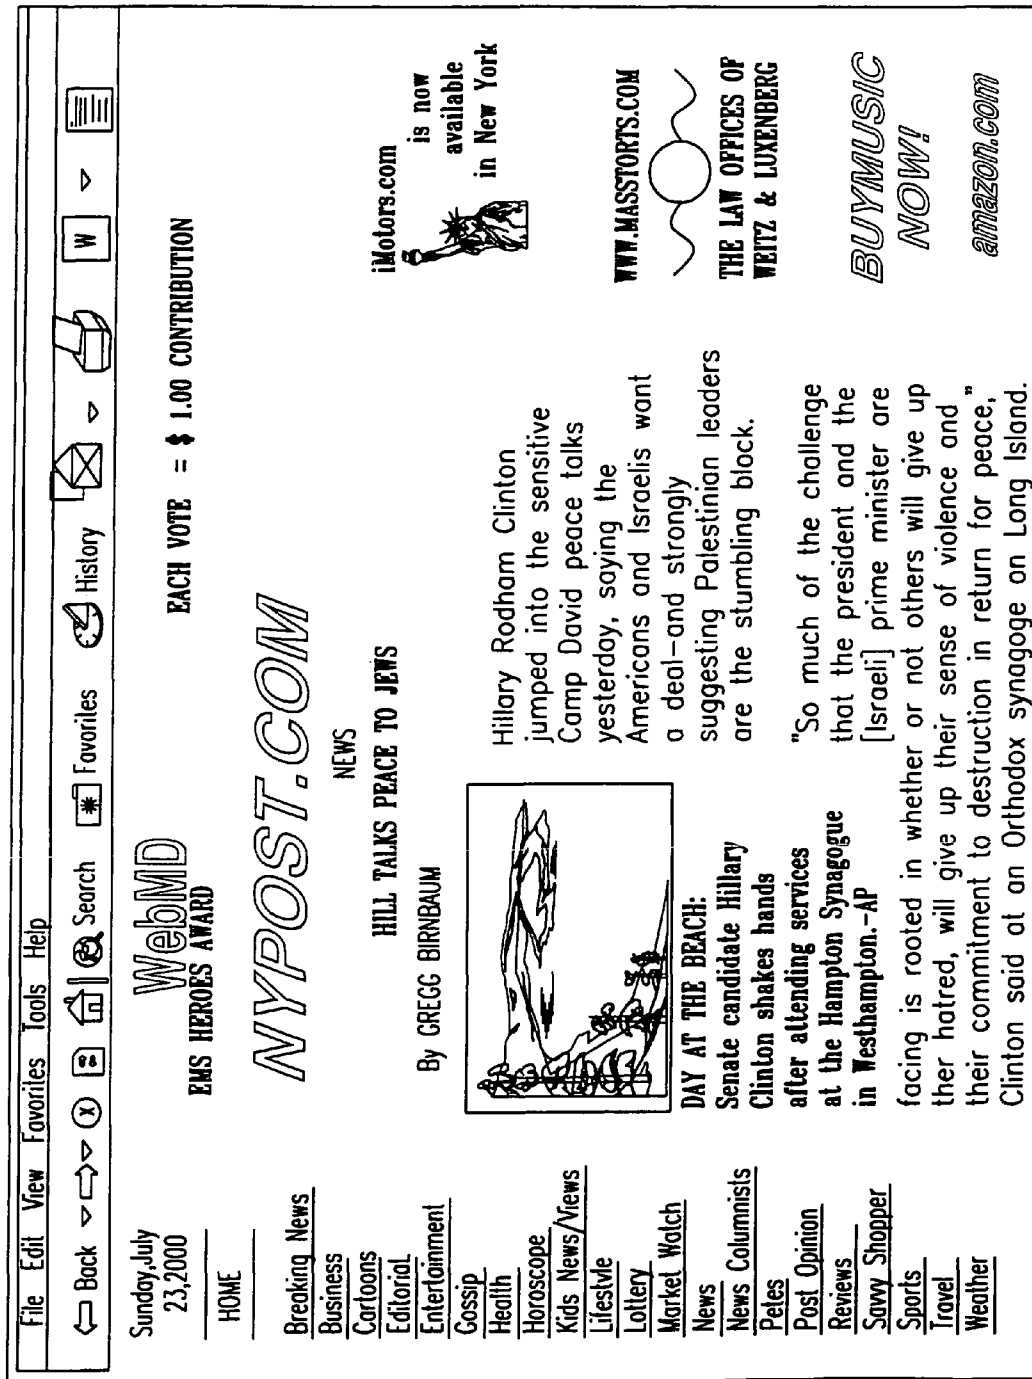 File Edit View Favorites Tools Help
Back X Search Favorites History W
Sunday,July
23,2000
HOME
Breaking News
Business
Cartoons
Editorial
Entertainment
Gossip
Health
Horoscope
Kids News/Views
Lifestvle
Lottery
Market Watch
News
News Columnists
Petes
Post Opinion
Reviews
Savvy Shopper
Sports
Travel
Weather
WebMD
EMS HEROES AWARD
EACH VOTE = $ 1.00 CONTRIBUTION
NYPOST.COM
NEWS
HILL TALKS PEACE TO JEWS
By GREGG BIRNBAUM
DAY AT THE BEACH:
Senate candidate Hillary
Clinton shakes hands
after attending services
at the Hampton Synagogue
in Westhampton.-AP
Hillary Rodham Clinton
jumped into the sensitive
Camp David peace talks
yesterday, saying the
Americans and Israelis want
a deal-and strongly
suggesting Palestinian leaders
are the stumbling block.
"So much of the challenge
that the president and the
[Israeli] prime minister are
facing is rooted in whether or not others will give up
ther hatred, will give up their sense of violence and
their commitment to destruction in return for peace,"
Clinton said at an Orthodox synagoge on Long Island.
iMotors.com
is now
available
in New York
WWW.MASSTORTS.COM
THE LAW OFFICES OF
WEITZ & LUXENBERG
BUYMUSIC
NOW!
amazon.com